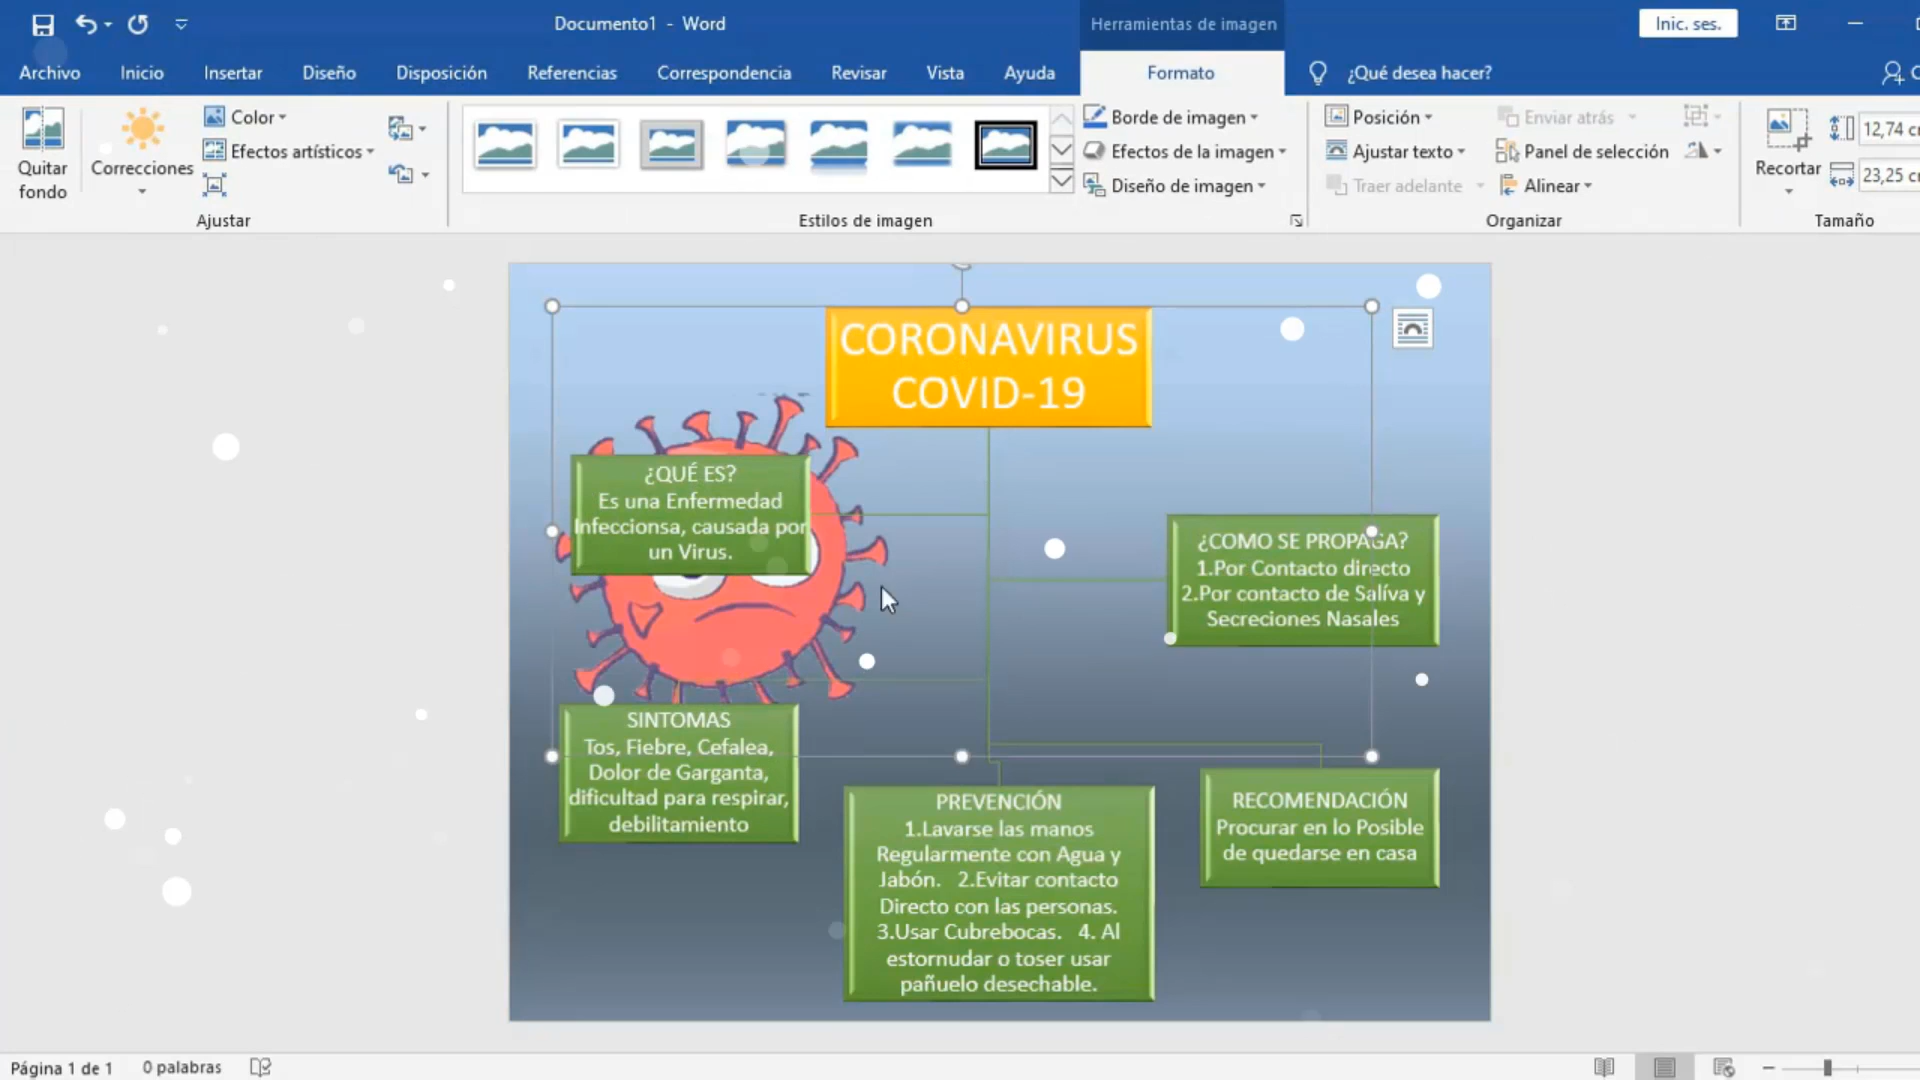 Documento1 - Word
Herramientas de imagen
Inic. ses.
Archivo
Inicio
Insertar
Diseño
Disposición
Referencias
Correspondencia
Revisar
Vista
Ayuda
Formato
¿Qué desea hacer?
Quitar
fondo
Correcciones
Color
Efectos artísticos
Ajustar
Estilos de imagen
Borde de imagen
Efectos de la imagen
Diseño de imagen
Posición
Ajustar texto
Traer adelante
Enviar atrás
Panel de selección
Alinear
Organizar
Recortar
12,74 c
23,25 c
Tamaño
CORONAVIRUS
COVID-19
¿QUÉ ES?
Es una Enfermedad
Infeccionsa, causada por
un Virus.
¿COMO SE PROPAGA?
1.Por Contacto directo
2.Por contacto de Salíva y
Secreciones Nasales
SINTOMAS
Tos, Fiebre, Cefalea,
Dolor de Garganta,
dificultad para respirar,
debilitamiento
PREVENCIÓN
1.Lavarse las manos
Regularmente con Agua y
Jabón. 2.Evitar contacto
Directo con las personas.
3.Usar Cubrebocas. 4. Al
estornudar o toser usar
pañuelo desechable.
RECOMENDACIÓN
Procurar en lo Posible
de quedarse en casa
Página 1 de 1
0 palabras